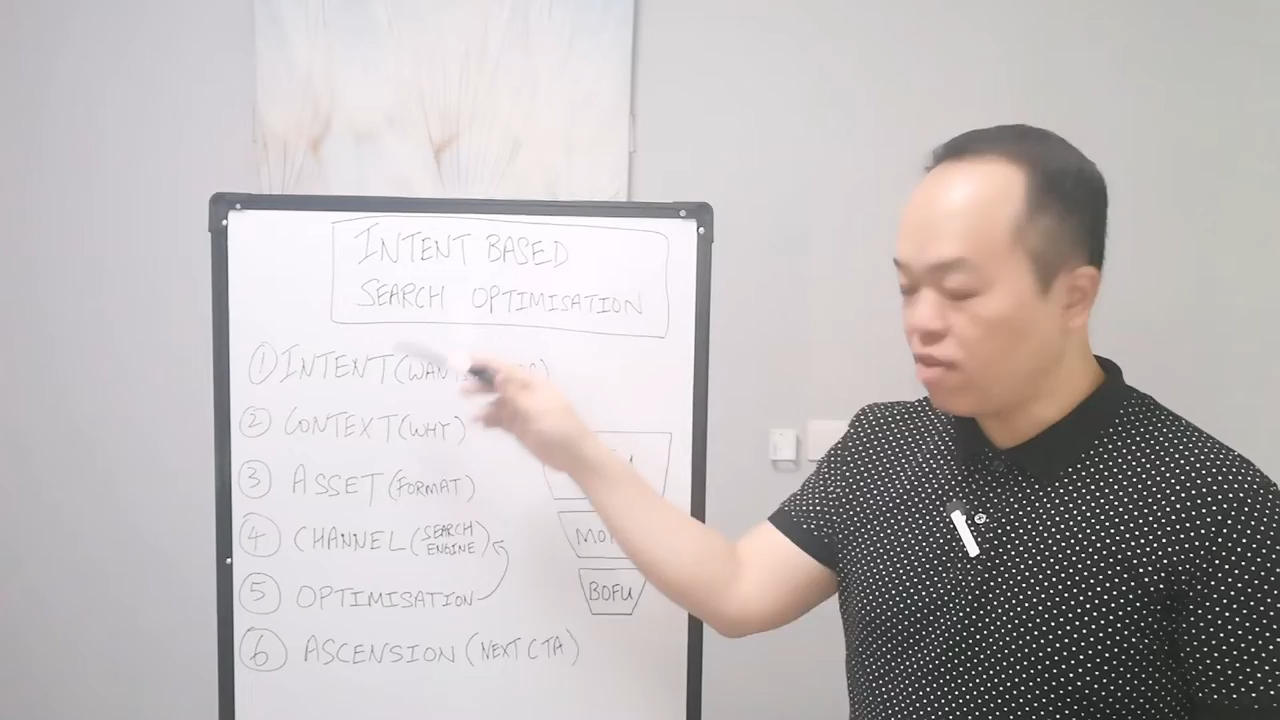 INTENT BASED
SEARCH OPTIMISATION
① INTENT (
② CONTEXT (WHY)
③ ASSET (FORMAT)
④ CHANNEL (SEARCH
ENGINE)
⑤ OPTIMISATION
⑥ ASCENSION (NEXT CTA)
BOFU